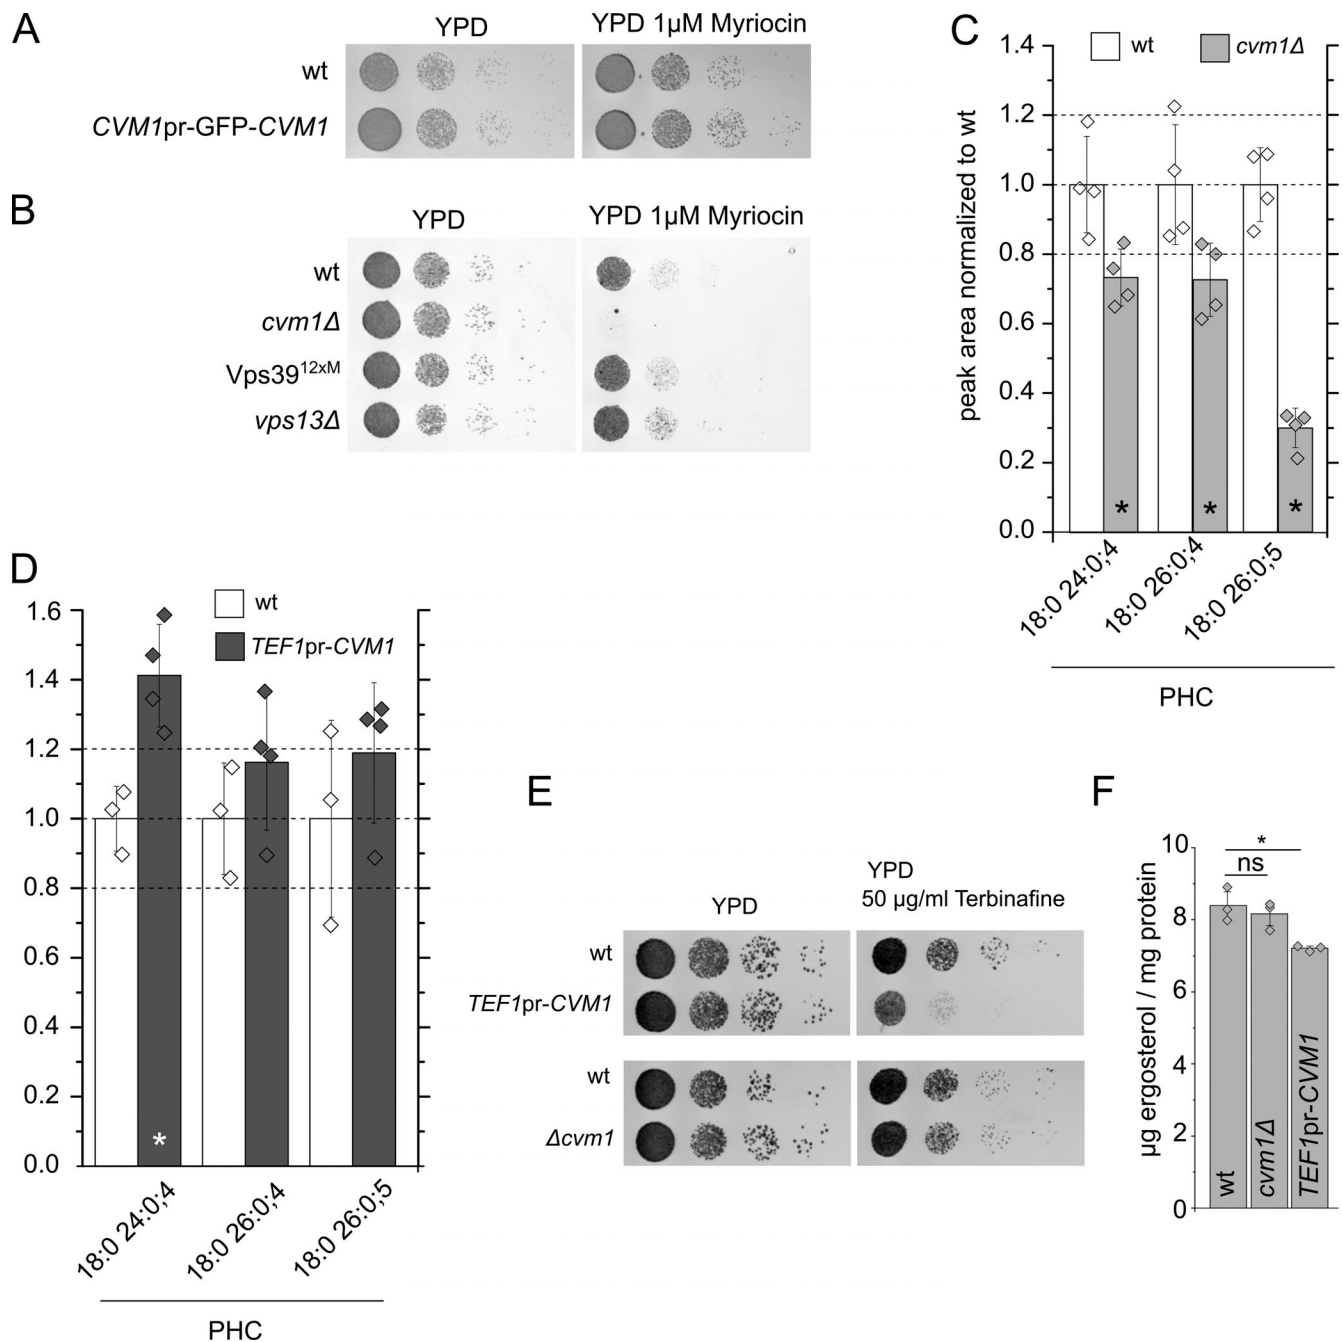 A
YPD
YPD 1µM Myriocin
wt
CVM1pr-GFP-CVM1
B
YPD
YPD 1µM Myriocin
wt
cvm1Δ
Vps39¹²ˣᴹ
vps13Δ
C
wt
cvm1Δ
peak area normalized to wt
1.4
1.2
1.0
0.8
0.6
0.4
0.2
0.0
*
*
*
18:0 24:0;4
18:0 26:0;4
18:0 26:0;5
PHC
D
wt
TEF1pr-CVM1
1.6
1.4
1.2
1.0
0.8
0.6
0.4
0.2
0.0
*
18:0 24:0;4
18:0 26:0;4
18:0 26:0;5
PHC
E
YPD
YPD
50 µg/ml Terbinafine
wt
TEF1pr-CVM1
wt
Δcvm1
F
µg ergosterol / mg protein
10
8
6
4
2
0
*
ns
wt
cvm1Δ
TEF1pr-CVM1